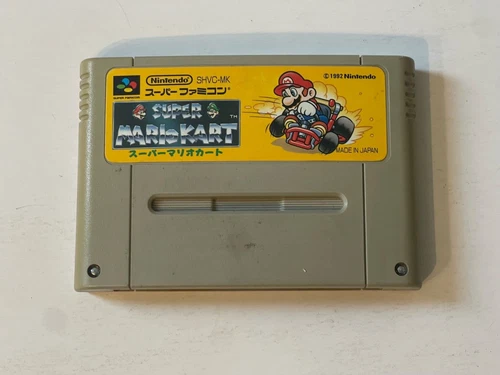 Nintendo SHVC-MK
スーパーファミコン
SUPER
MARIO KART TM
スーパーマリオカート
©1992 Nintendo
MADE IN JAPAN